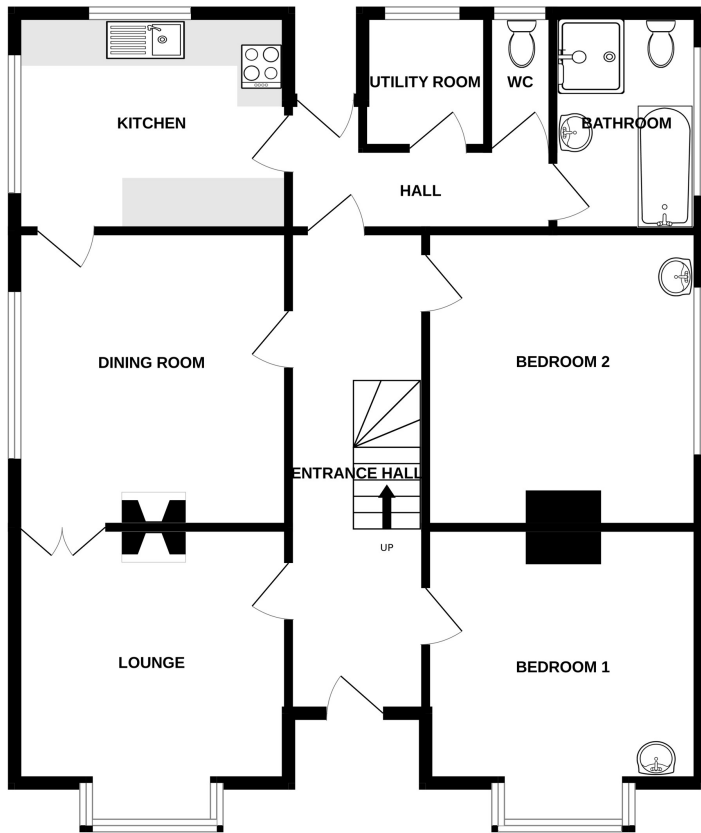 UTILITY ROOM
WC
KITCHEN
BATHROOM
HALL
DINING ROOM
BEDROOM 2
ENTRANCE HALL
UP
LOUNGE
BEDROOM 1